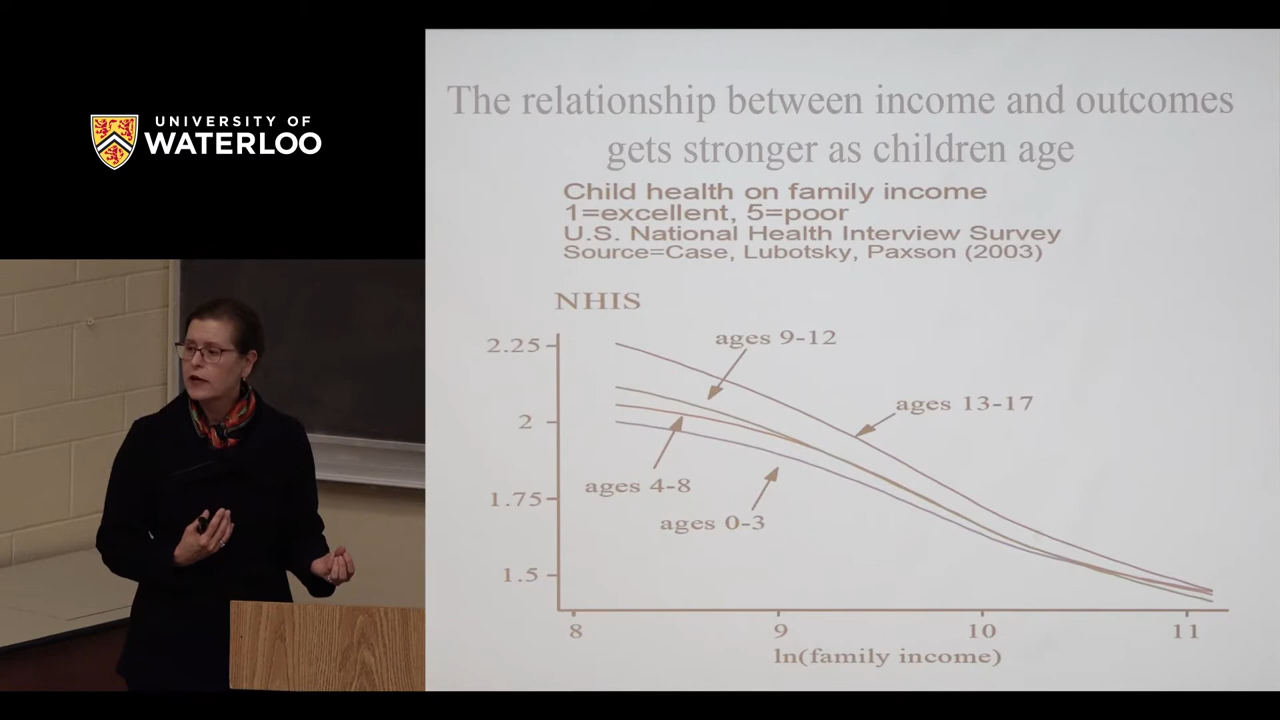 UNIVERSITY OF
WATERLOO
The relationship between income and outcomes
gets stronger as children age
Child health on family income
1=excellent, 5=poor
U.S. National Health Interview Survey
Source=Case, Lubotsky, Paxson (2003)
NHIS
2.25
2
1.75
1.5
ages 9-12
ages 13-17
ages 4-8
ages 0-3
8
9
10
11
ln(family income)